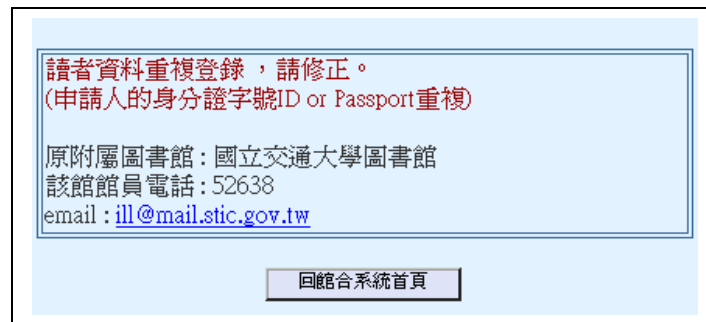 讀者資料重複登錄，請修正。
(申請人的身分證字號ID or Passport重複)
原附屬圖書館 : 國立交通大學圖書館
該館館員電話 : 52638
email : ill@mail.stic.gov.tw
回館合系統首頁